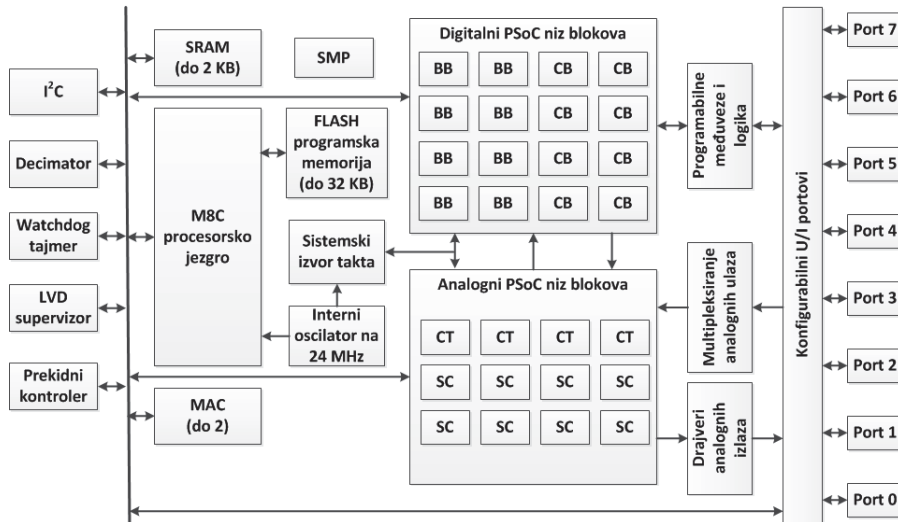 I²C
Decimator
Watchdog
tajmer
LVD
supervizor
Prekidni
kontroler
SRAM
(do 2 KB)
SMP
M8C
procesorsko
jezgro
FLASH
programska
memorija
(do 32 KB)
Sistemski
izvor takta
Interni
oscilator na
24 MHz
MAC
(do 2)
Digitalni PSoC niz blokova
BB BB CB CB
BB BB CB CB
BB BB CB CB
BB BB CB CB
Analogni PSoC niz blokova
CT CT CT CT
SC SC SC SC
SC SC SC SC
Programabilne
međuveze i
logika
Multipleksiranje
analognih ulaza
Drajveri
analognih
izlaza
Konfigurabilni U/I portovi
Port 7
Port 6
Port 5
Port 4
Port 3
Port 2
Port 1
Port 0